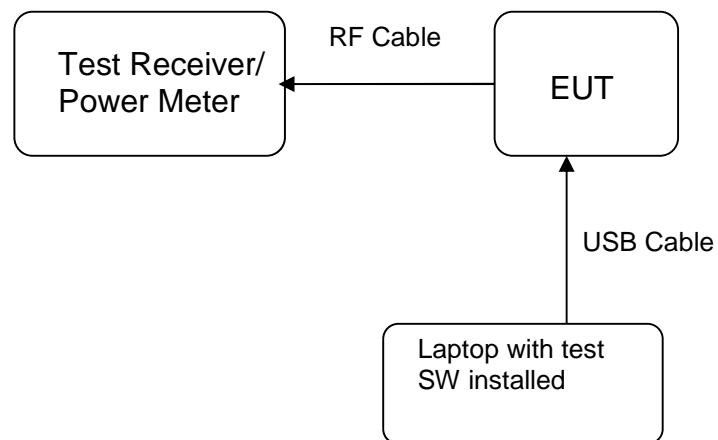 RF Cable
Test Receiver/
Power Meter
EUT
USB Cable
Laptop with test
SW installed